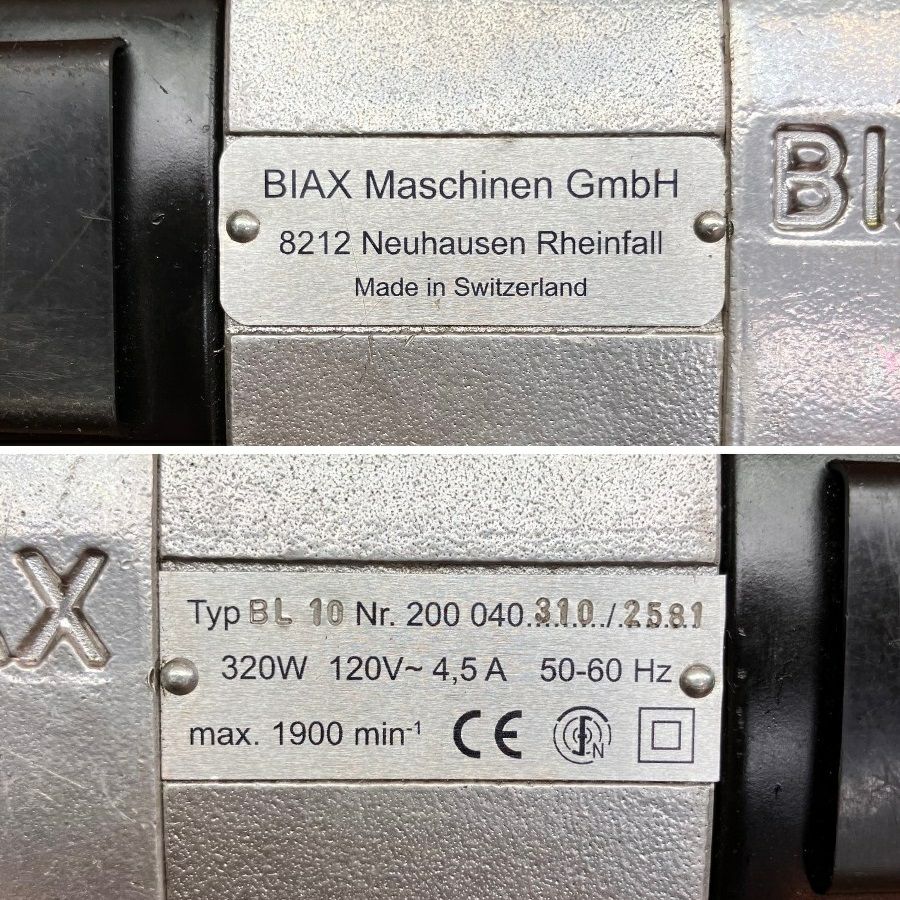 BIAX Maschinen GmbH
8212 Neuhausen Rheinfall
Made in Switzerland
BI
AX
Typ BL 10 Nr. 200 040.310/.2581
320W 120V~ 4,5 A 50-60 Hz
max. 1900 min-1 CE N